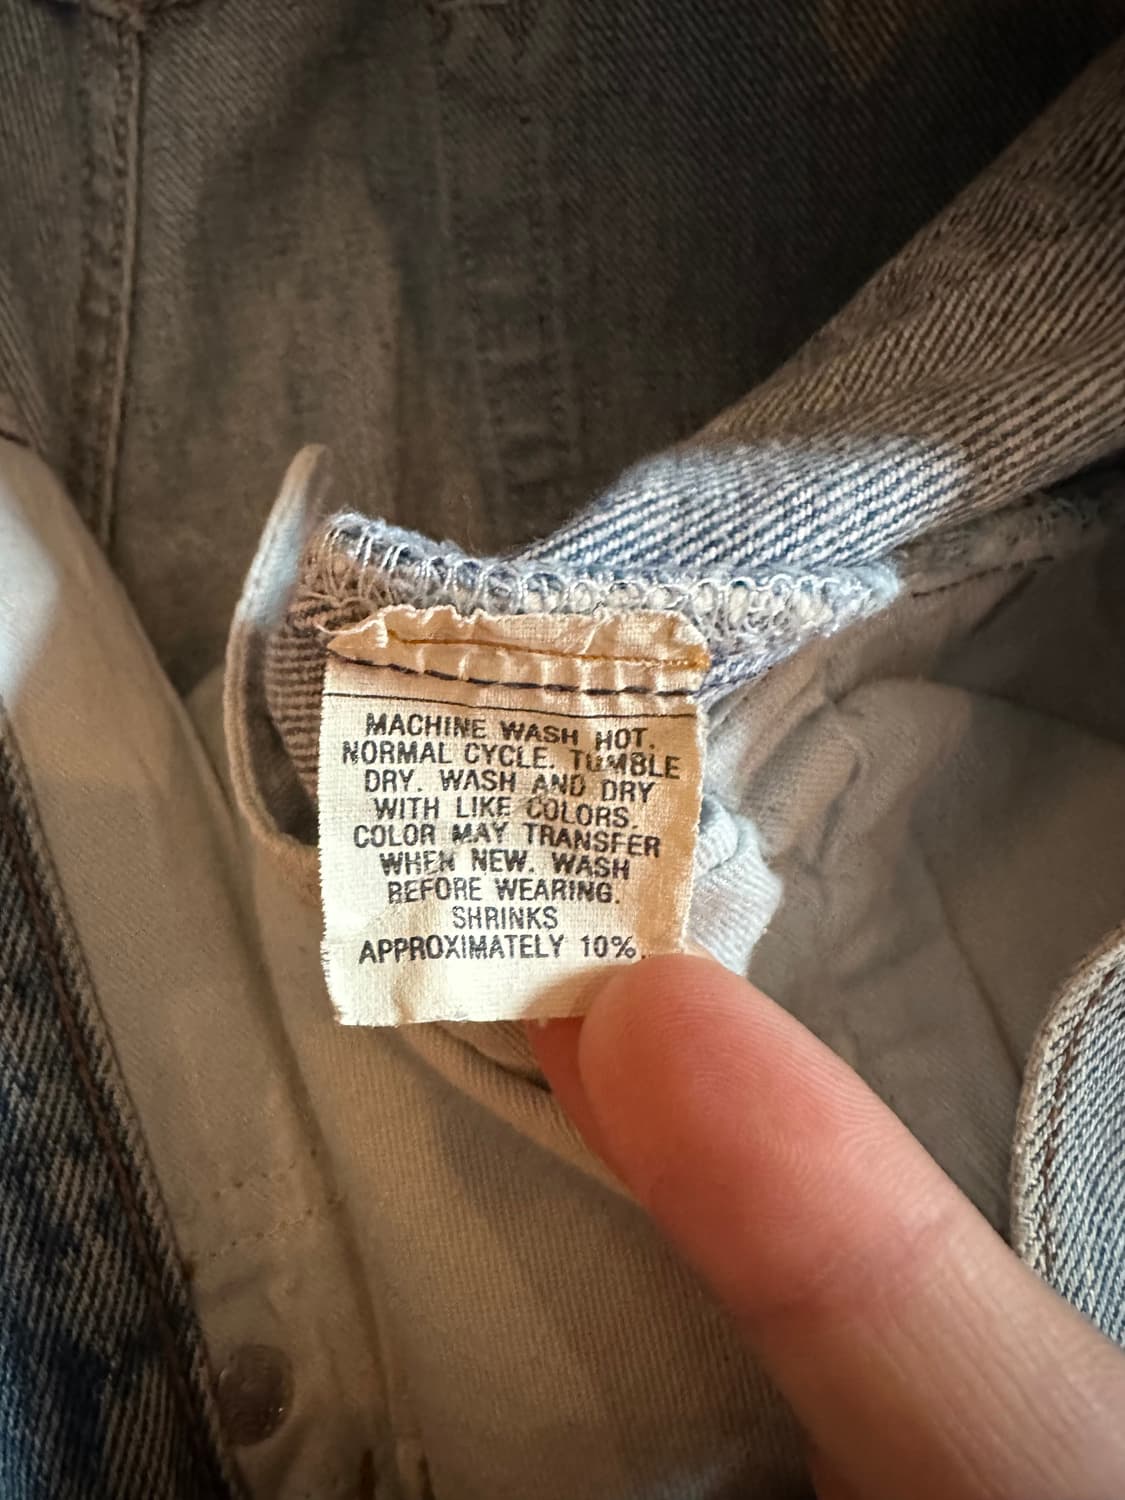 MACHINE WASH HOT.
NORMAL CYCLE. TUMBLE
DRY. WASH AND DRY
WITH LIKE COLORS.
COLOR MAY TRANSFER
WHEN NEW. WASH
BEFORE WEARING.
SHRINKS
APPROXIMATELY 10%.